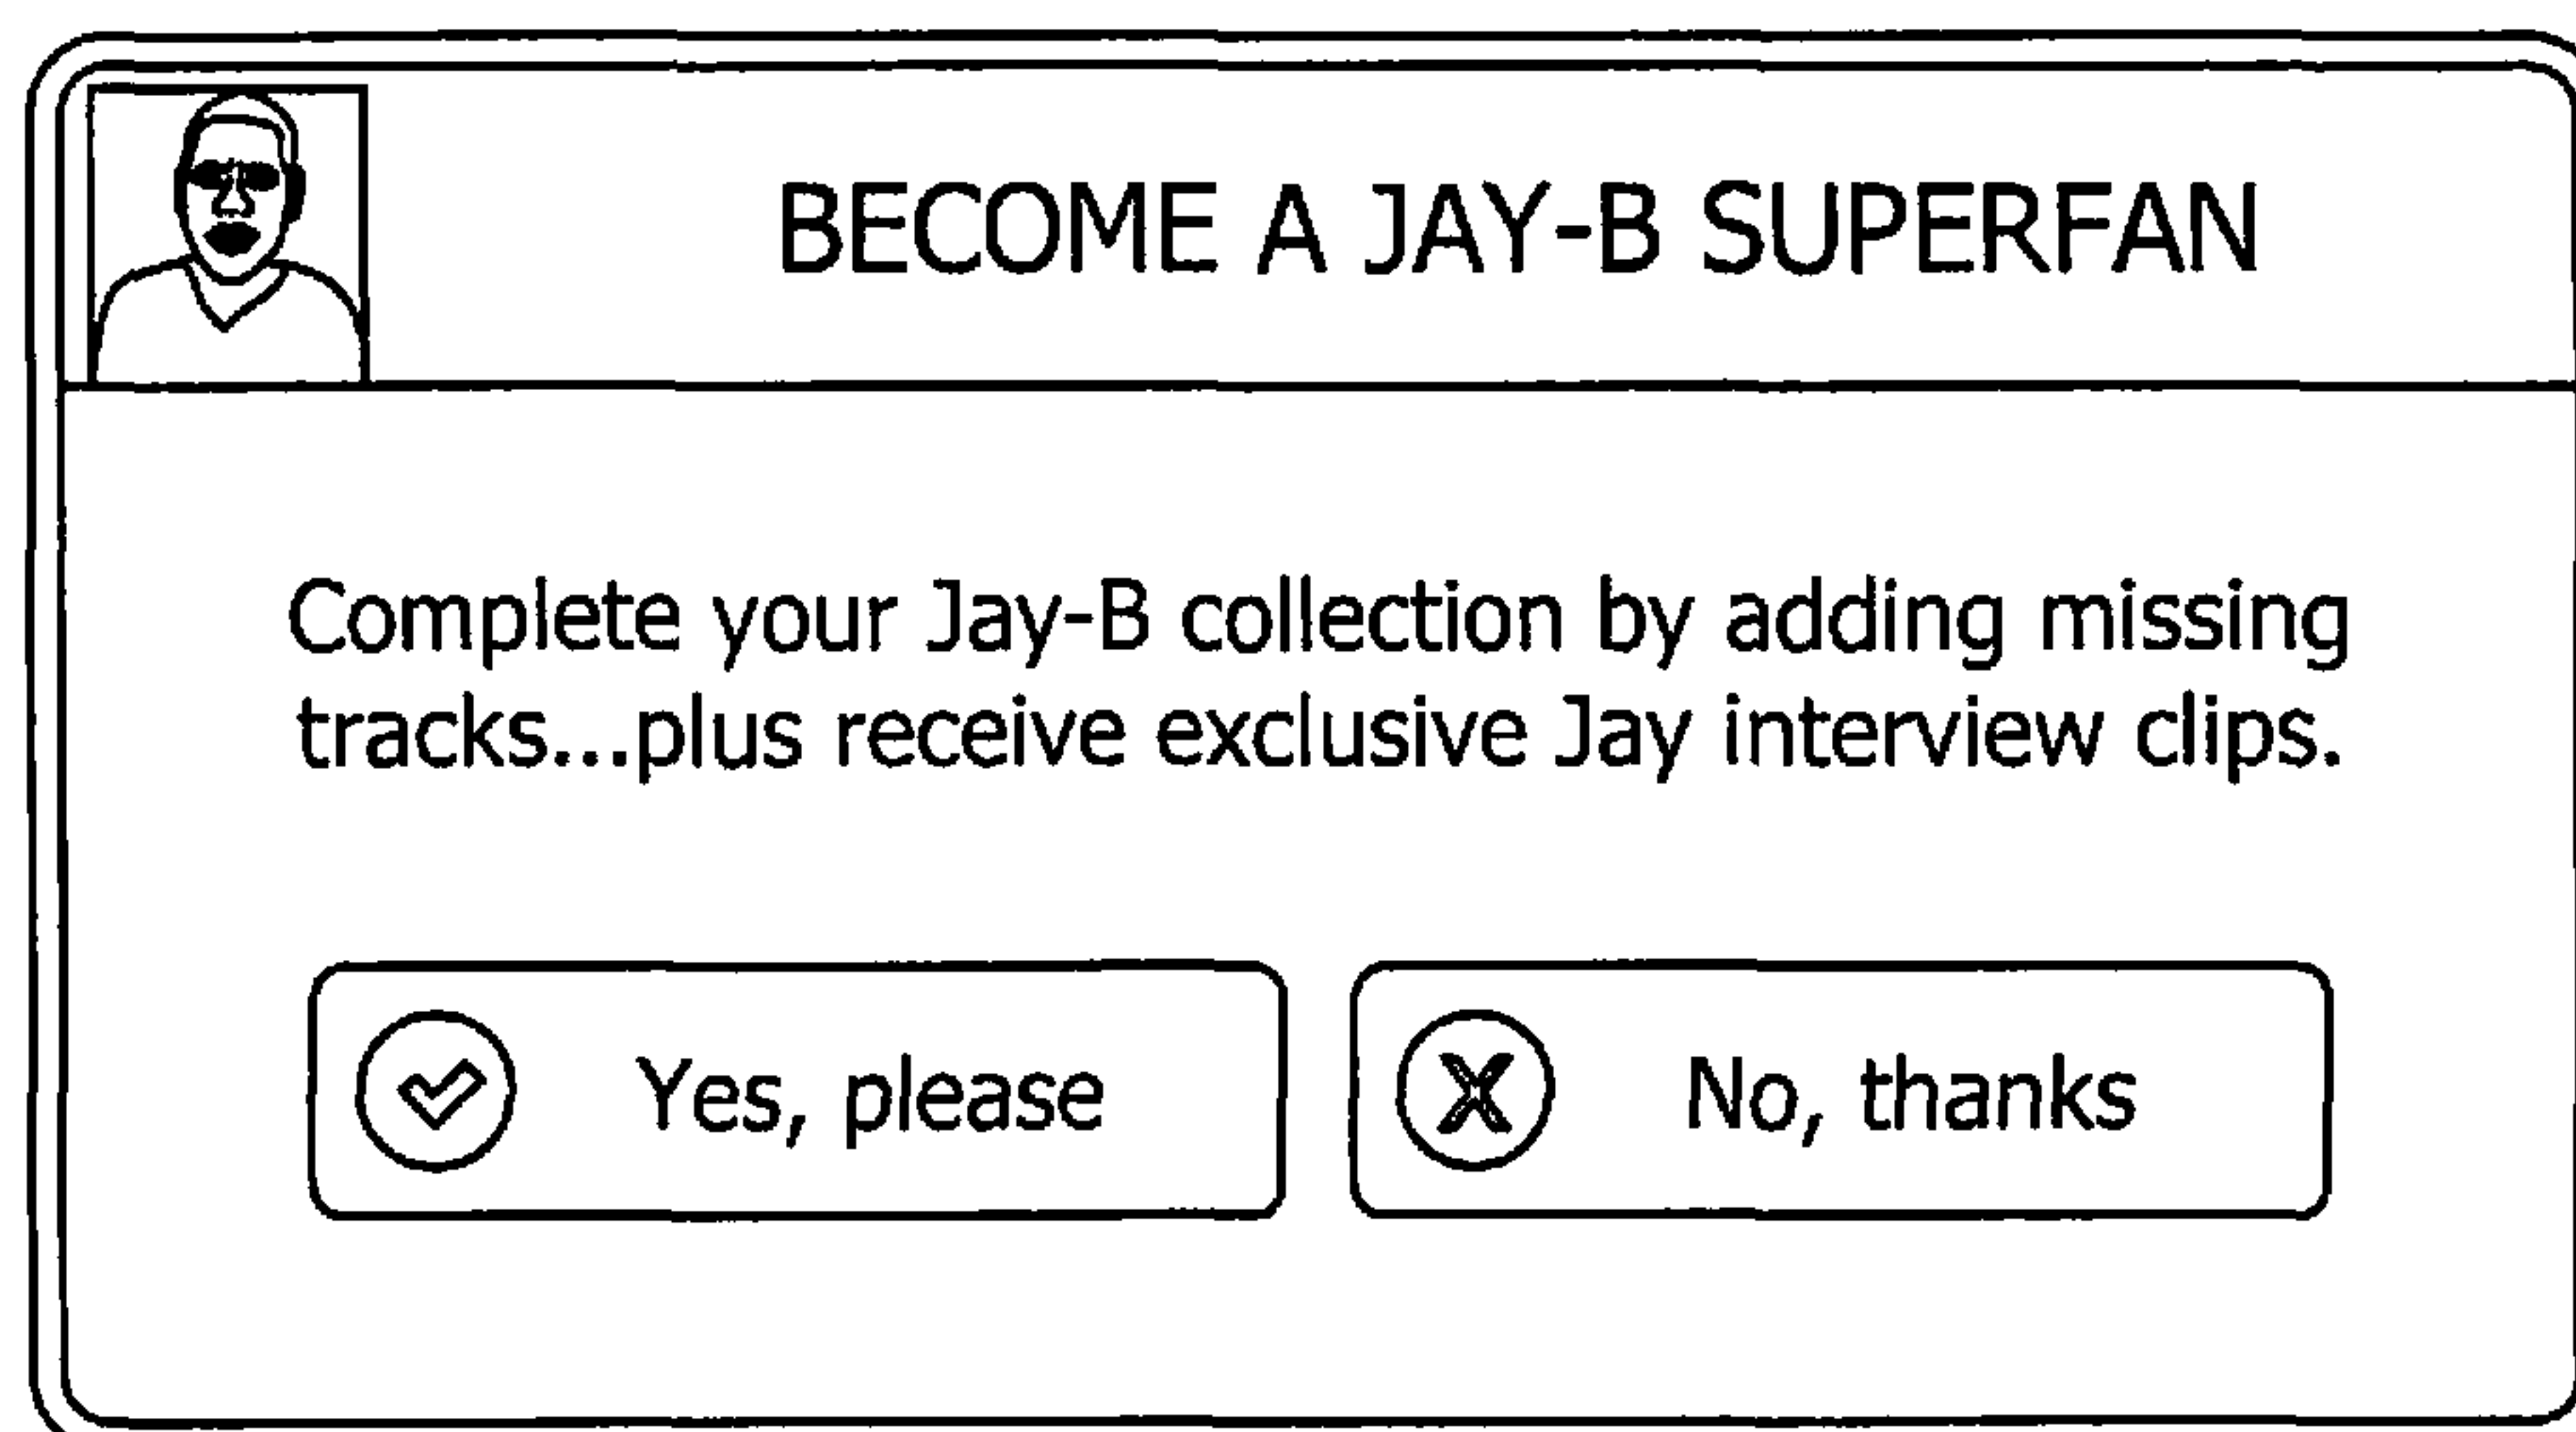 BECOME A JAY-B SUPERFAN
Complete your Jay-B collection by adding missing
tracks...plus receive exclusive Jay interview clips.
Yes, please
No, thanks